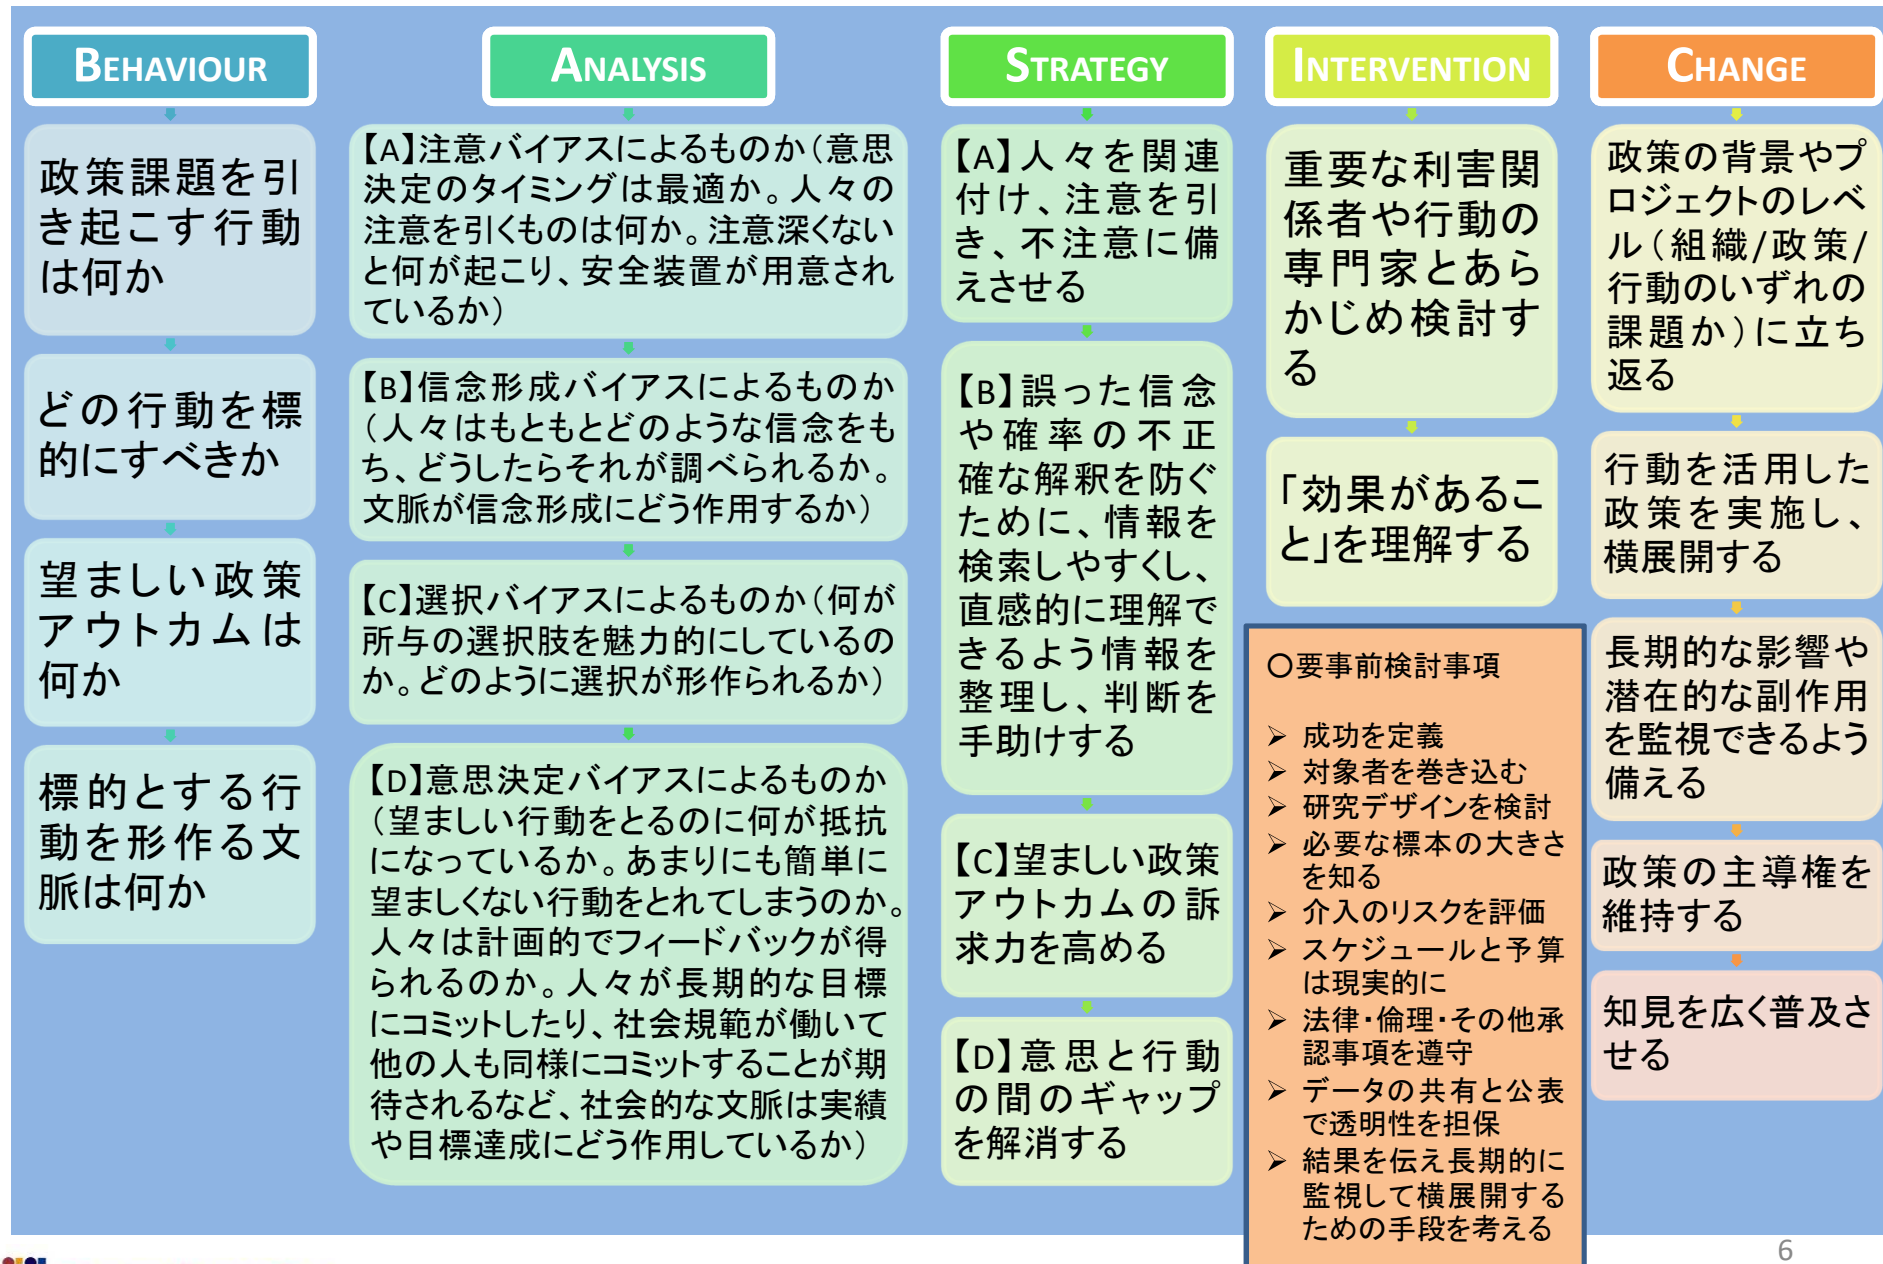 BEHAVIOUR
政策課題を引
き起こす行動
は何か
どの行動を標
的にすべきか
望ましい政策
アウトカムは
何か
標的とする行
動を形作る文
脈は何か
ANALYSIS
【A】注意バイアスによるものか（意思
決定のタイミングは最適か。人々の
注意を引くものは何か。注意深くない
と何が起こり、安全装置が用意され
ているか）
【B】信念形成バイアスによるものか
（人々はもともとどのような信念をも
ち、どうしたらそれが調べられるか。
文脈が信念形成にどう作用するか）
【C】選択バイアスによるものか（何が
所与の選択肢を魅力的にしているの
か。どのように選択が形作られるか）
【D】意思決定バイアスによるものか
（望ましい行動をとるのに何が抵抗
になっているか。あまりにも簡単に
望ましくない行動をとれてしまうのか。
人々は計画的でフィードバックが得
られるのか。人々が長期的な目標
にコミットしたり、社会規範が働いて
他の人も同様にコミットすることが期
待されるなど、社会的な文脈は実績
や目標達成にどう作用しているか）
STRATEGY
【A】人々を関連
付け、注意を引
き、不注意に備
えさせる
【B】誤った信念
や確率の不正
確な解釈を防ぐ
ために、情報を
検索しやすくし、
直感的に理解で
きるよう情報を
整理し、判断を
手助けする
【C】望ましい政策
アウトカムの訴
求力を高める
【D】意思と行動
の間のギャップ
を解消する
INTERVENTION
重要な利害関
係者や行動の
専門家とあら
かじめ検討す
る
「効果があるこ
と」を理解する
○要事前検討事項
➢ 成功を定義
➢ 対象者を巻き込む
➢ 研究デザインを検討
➢ 必要な標本の大きさ
を知る
➢ 介入のリスクを評価
➢ スケジュールと予算
は現実的に
➢ 法律・倫理・その他承
認事項を遵守
➢ データの共有と公表
で透明性を担保
➢ 結果を伝え長期的に
監視して横展開する
ための手段を考える
CHANGE
政策の背景やプ
ロジェクトのレベ
ル（組織/政策/
行動のいずれの
課題か）に立ち
返る
行動を活用した
政策を実施し、
横展開する
長期的な影響や
潜在的な副作用
を監視できるよう
備える
政策の主導権を
維持する
知見を広く普及さ
せる
6